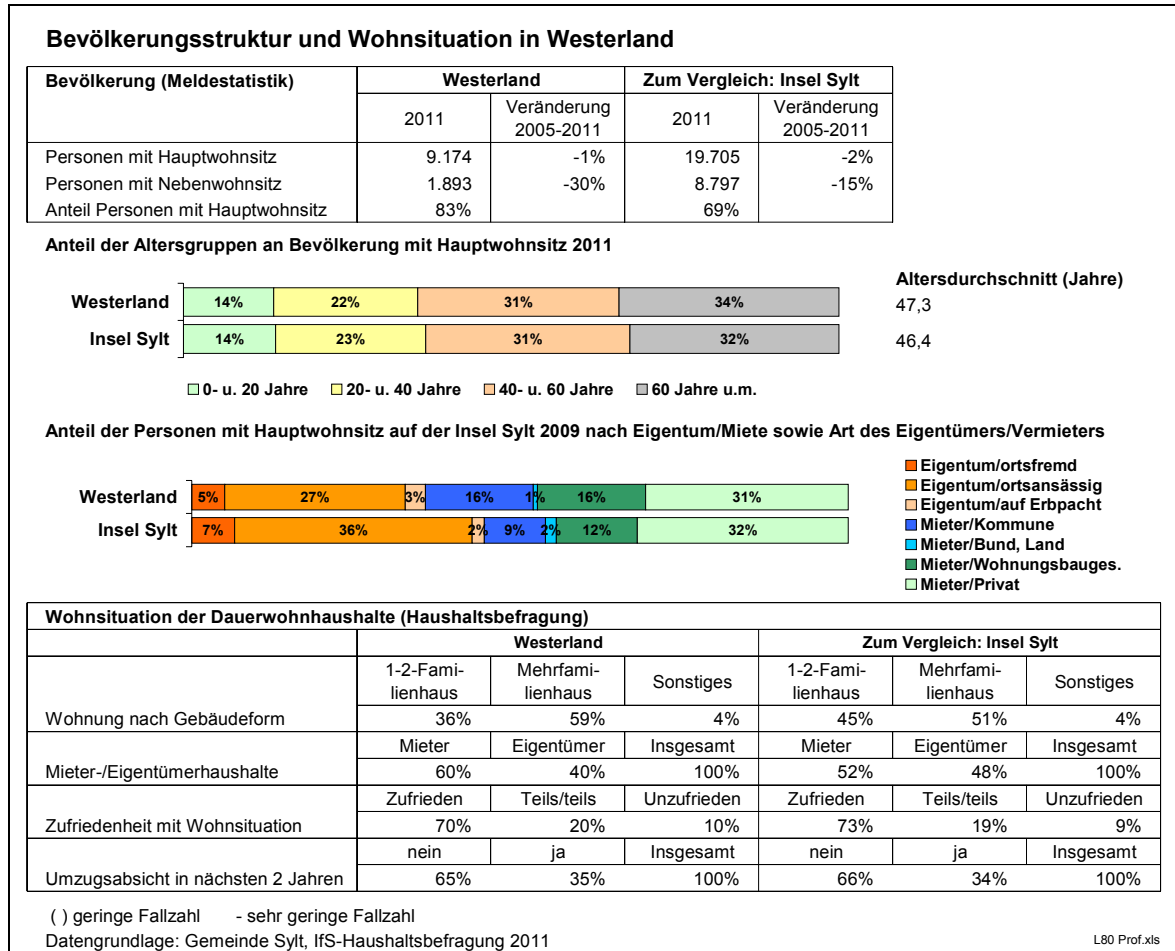 Bevölkerungsstruktur und Wohnsituation in Westerland
Bevölkerung (Meldestatistik) Westerland Zum Vergleich: Insel Sylt
2011 Veränderung 2005-2011 2011 Veränderung 2005-2011
Personen mit Hauptwohnsitz 9.174 -1% 19.705 -2%
Personen mit Nebenwohnsitz 1.893 -30% 8.797 -15%
Anteil Personen mit Hauptwohnsitz 83% 69%
Anteil der Altersgruppen an Bevölkerung mit Hauptwohnsitz 2011
Altersdurchschnitt (Jahre)
Westerland 14% 22% 31% 34% 47,3
Insel Sylt 14% 23% 31% 32% 46,4
0- u. 20 Jahre 20- u. 40 Jahre 40- u. 60 Jahre 60 Jahre u.m.
Anteil der Personen mit Hauptwohnsitz auf der Insel Sylt 2009 nach Eigentum/Miete sowie Art des Eigentümers/Vermieters
Westerland 5% 27% 3% 16% 1% 16% 31%
Insel Sylt 7% 36% 2% 9% 2% 12% 32%
Eigentum/ortsfremd
Eigentum/ortsansässig
Eigentum/auf Erbpacht
Mieter/Kommune
Mieter/Bund, Land
Mieter/Wohnungsbauges.
Mieter/Privat
Wohnsituation der Dauerwohnhaushalte (Haushaltsbefragung)
Westerland Zum Vergleich: Insel Sylt
1-2-Fami- Mehrfami- Sonstiges 1-2-Fami- Mehrfami- Sonstiges
lienhaus lienhaus lienhaus lienhaus
Wohnung nach Gebäudeform 36% 59% 4% 45% 51% 4%
Mieter Eigentümer Insgesamt Mieter Eigentümer Insgesamt
Mieter-/Eigentümerhaushalte 60% 40% 100% 52% 48% 100%
Zufrieden Teils/teils Unzufrieden Zufrieden Teils/teils Unzufrieden
Zufriedenheit mit Wohnsituation 70% 20% 10% 73% 19% 9%
nein ja Insgesamt nein ja Insgesamt
Umzugsabsicht in nächsten 2 Jahren 65% 35% 100% 66% 34% 100%
( ) geringe Fallzahl - sehr geringe Fallzahl
Datengrundlage: Gemeinde Sylt, IfS-Haushaltsbefragung 2011
L80 Prof.xls